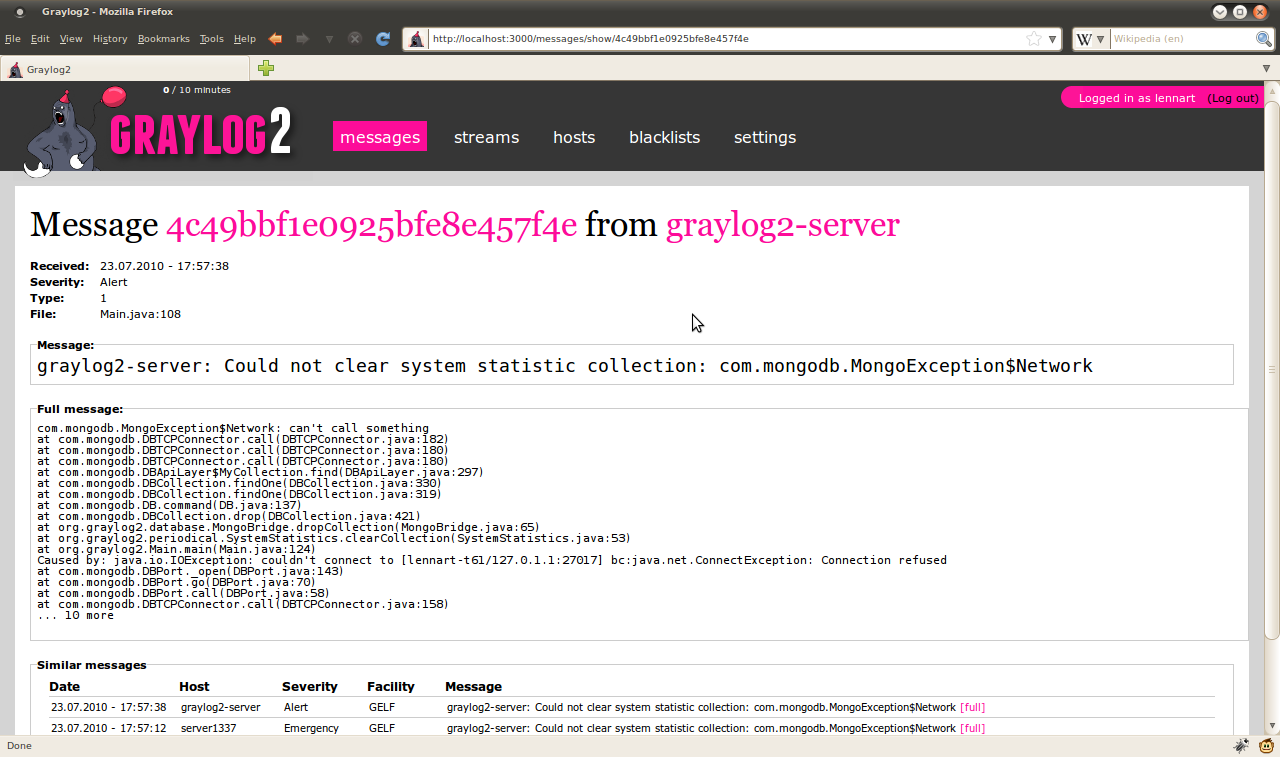 Graylog2 - Mozilla Firefox
File Edit View History Bookmarks Tools Help http://localhost:3000/messages/show/4c49bbf1e0925bfe8e457f4e W Wikipedia (en)
Graylog2
0 / 10 minutes
Logged in as lennart (Log out)
GRAYLOG2 messages streams hosts blacklists settings
Message 4c49bbf1e0925bfe8e457f4e from graylog2-server
Received: 23.07.2010 - 17:57:38
Severity: Alert
Type: 1
File: Main.java:108
Message:
graylog2-server: Could not clear system statistic collection: com.mongodb.MongoException$Network
Full message:
com.mongodb.MongoException$Network: can't call something
at com.mongodb.DBTCPConnector.call(DBTCPConnector.java:182)
at com.mongodb.DBTCPConnector.call(DBTCPConnector.java:180)
at com.mongodb.DBTCPConnector.call(DBTCPConnector.java:180)
at com.mongodb.DBApiLayer$MyCollection.find(DBApiLayer.java:297)
at com.mongodb.DBCollection.findOne(DBCollection.java:330)
at com.mongodb.DBCollection.findOne(DBCollection.java:319)
at com.mongodb.DB.command(DB.java:137)
at com.mongodb.DBCollection.drop(DBCollection.java:421)
at org.graylog2.database.MongoBridge.dropCollection(MongoBridge.java:65)
at org.graylog2.periodical.SystemStatistics.clearCollection(SystemStatistics.java:53)
at org.graylog2.Main.main(Main.java:124)
Caused by: java.io.IOException: couldn't connect to [lennart-t61/127.0.1.1:27017] bc:java.net.ConnectException: Connection refused
at com.mongodb.DBPort._open(DBPort.java:143)
at com.mongodb.DBPort.go(DBPort.java:70)
at com.mongodb.DBPort.call(DBPort.java:58)
at com.mongodb.DBTCPConnector.call(DBTCPConnector.java:158)
... 10 more
Similar messages
Date Host Severity Facility Message
23.07.2010 - 17:57:38 graylog2-server Alert GELF graylog2-server: Could not clear system statistic collection: com.mongodb.MongoException$Network [full]
23.07.2010 - 17:57:12 server1337 Emergency GELF graylog2-server: Could not clear system statistic collection: com.mongodb.MongoException$Network [full]
Done